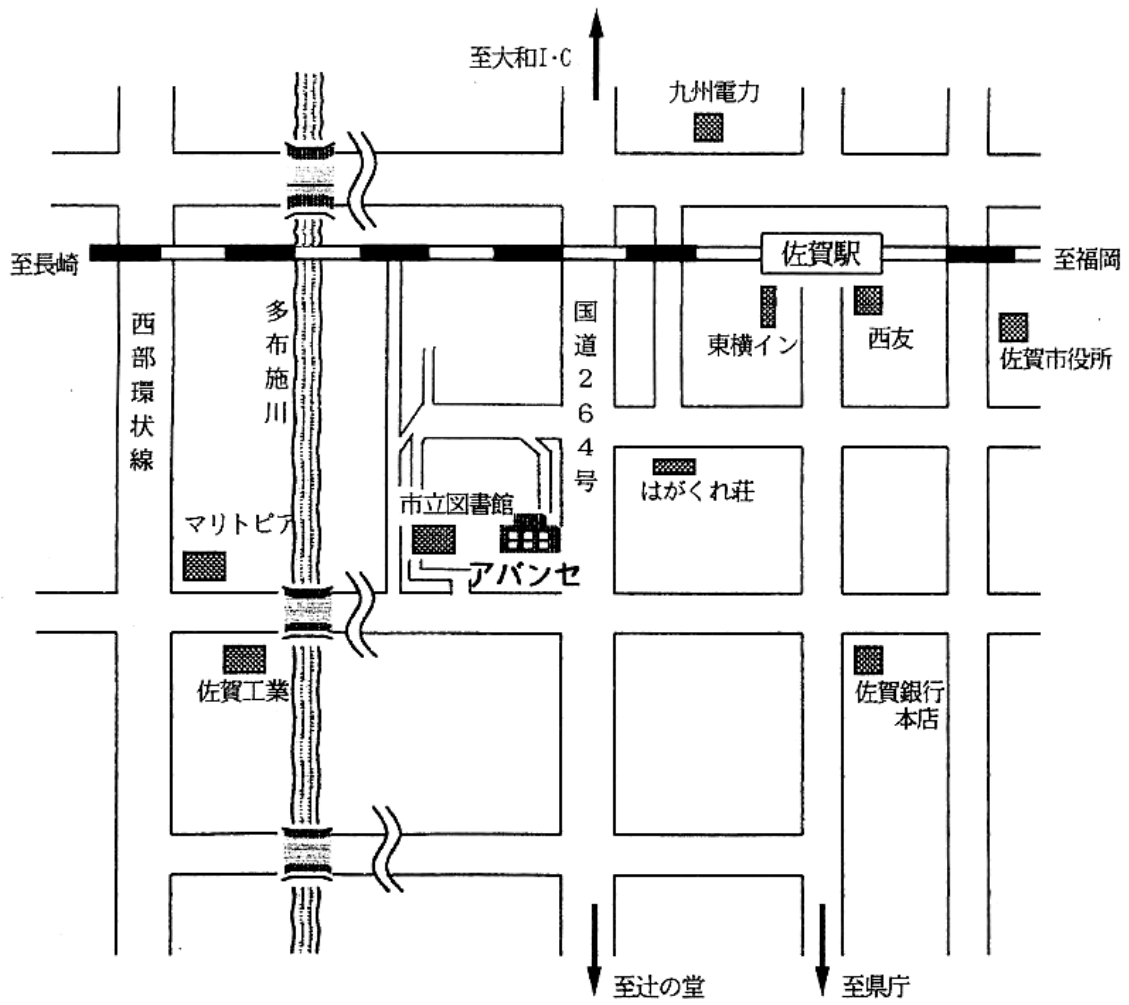 至大和I・C
九州電力
至長崎
佐賀駅
至福岡
西部環状線
多布施川
国道264号
東横イン
西友
佐賀市役所
はがくれ荘
市立図書館
マリトピア
アバンセ
佐賀工業
佐賀銀行
本店
至辻の堂
至県庁